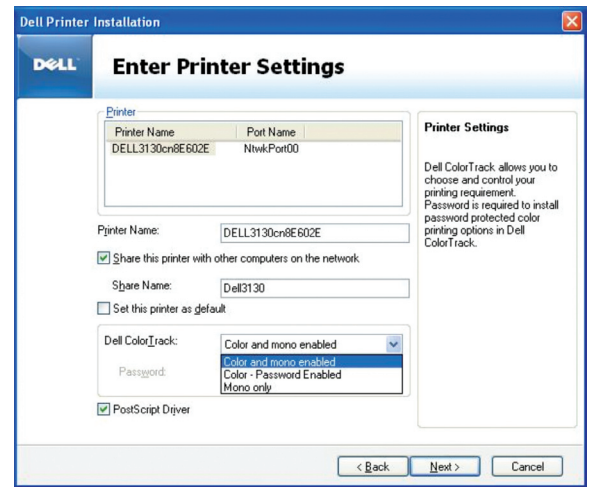 Dell Printer Installation
DELL
Enter Printer Settings
Printer
Printer Name Port Name
DELL3130cn8E602E NtwkPort00
Printer Name: DELL3130cn8E602E
Share this printer with other computers on the network
Share Name: Dell3130
Set this printer as default
Dell ColorTrack: Color and mono enabled
Color and mono enabled
Color - Password Enabled
Mono only
Password:
PostScript Driver
Printer Settings
Dell ColorTrack allows you to
choose and control your
printing requirement.
Password is required to install
password protected color
printing options in Dell
ColorTrack.
< Back Next > Cancel